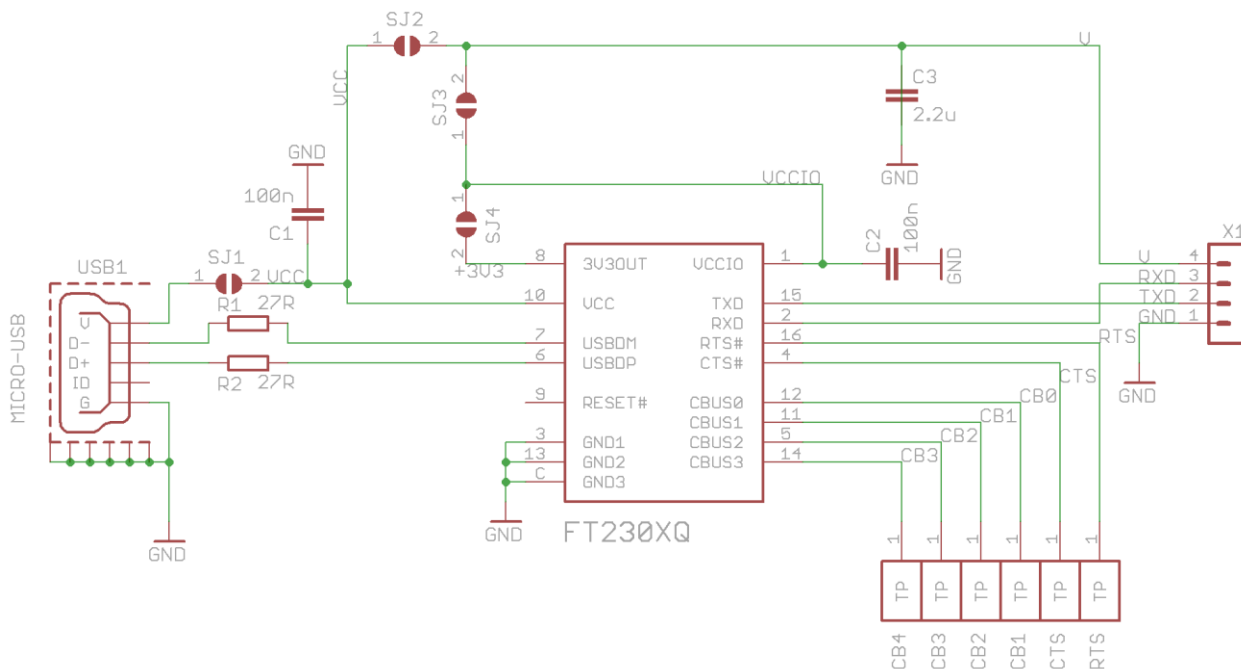 SJ2
1
2
V
VCC
2
SJ3
1
C3
2.2u
GND
GND
100n
C1
VCCIO
1
SJ4
2
+3V3
C2
100n
GND
X1
USB1
SJ1
1
2
VCC
R1
27R
R2
27R
MICRO-USB
V
D-
D+
ID
G
GND
8
3V3OUT
10
VCC
7
USBDM
6
USBDP
9
RESET#
3
GND1
13
GND2
C
GND3
VCCIO
1
TXD
15
RXD
2
RTS#
16
CTS#
4
CBUS0
12
CBUS1
11
CBUS2
5
CBUS3
14
GND
FT230XQ
V
4
RXD
3
TXD
2
GND
1
GND
RTS
CTS
CB0
CB1
CB2
CB3
1
1
1
1
1
1
TP
TP
TP
TP
TP
TP
CB4
CB3
CB2
CB1
CTS
RTS